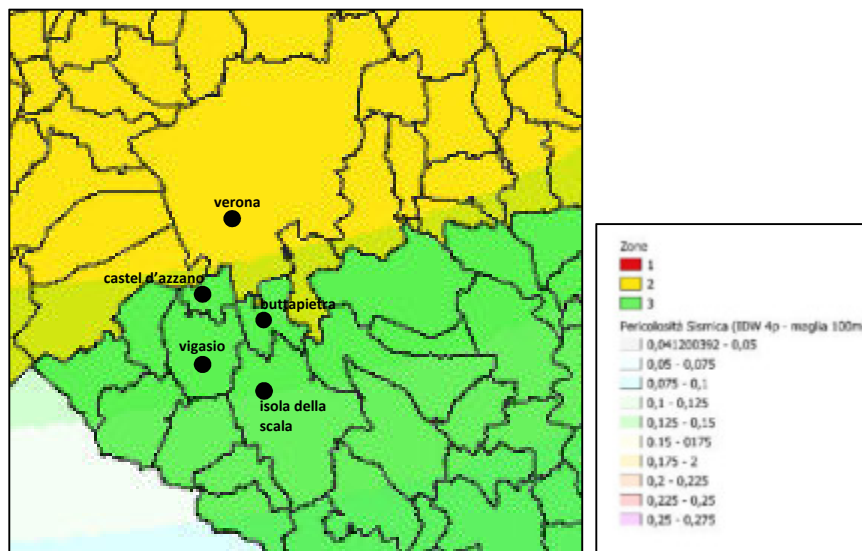 verona
castel d'azzano
buttapietra
vigasio
isola della
scala
Zone
1
2
3
Pericolosità Sismica (IDW 4p - maglia 100m
0,041200392 - 0,05
0,05 - 0,075
0,075 - 0,1
0,1 - 0,125
0,125 - 0,15
0.15 - 0175
0,175 - 2
0,2 - 0,225
0,225 - 0,25
0,25 - 0,275